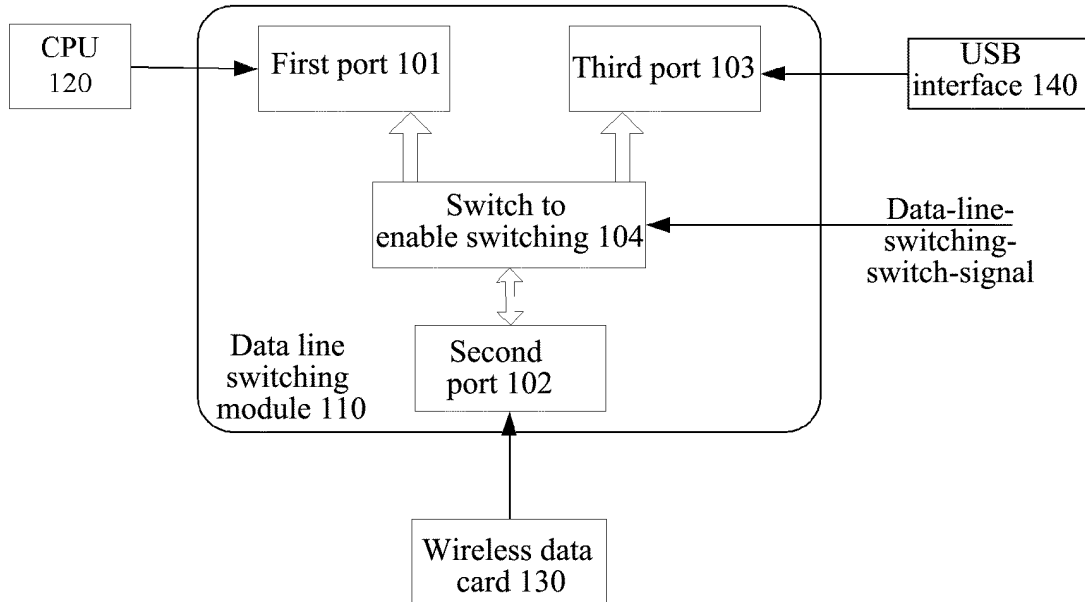 CPU
120
First port 101
Third port 103
USB
interface 140
Switch to
enable switching 104
Data-line-
switching-
switch-signal
Data line
switching
module 110
Second
port 102
Wireless data
card 130